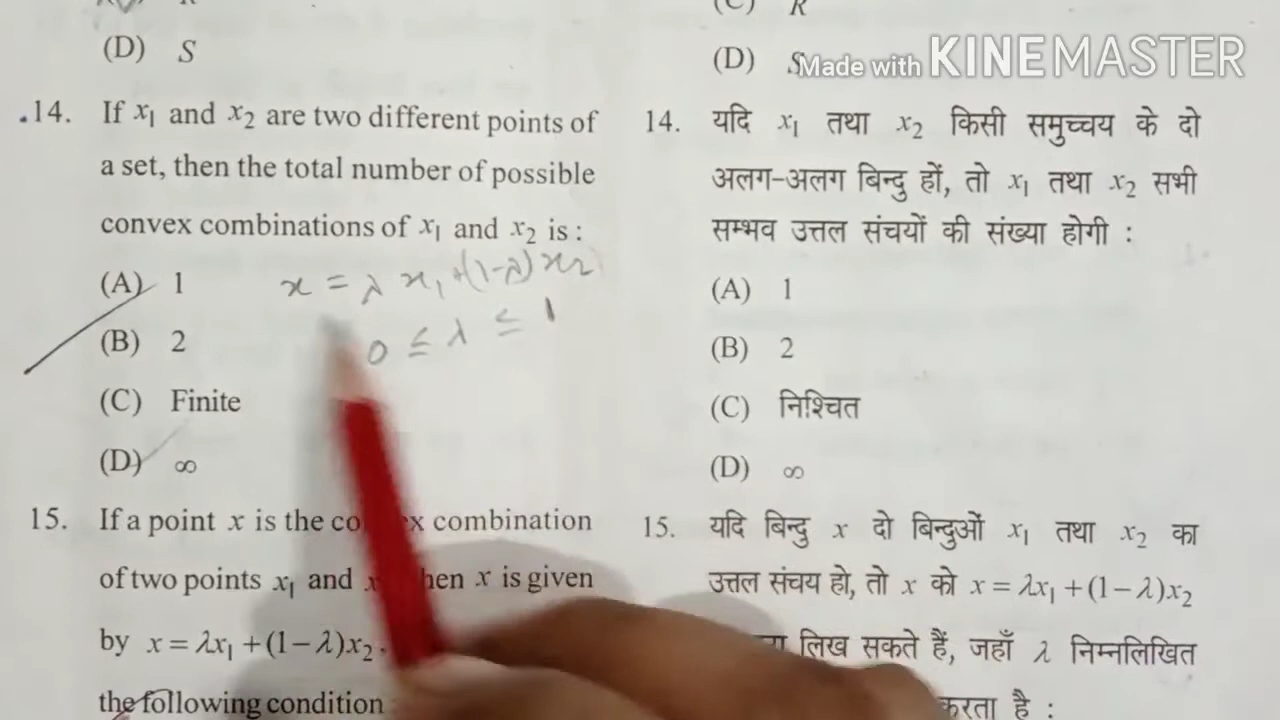 (D) S
.14. If x₁ and x₂ are two different points of
a set, then the total number of possible
convex combinations of x₁ and x₂ is :
(A) 1
x = λ x₁ + (1-λ) x₂
(B) 2
0 ≤ λ ≤ 1
(C) Finite
(D) ∞
15. If a point x is the combination
of two points x₁ and x is given
by x = λx₁ + (1 − λ)x₂.
the following condition
(C) R
(D) S
Made with KINEMASTER
14. यदि x₁ तथा x₂ किसी समुच्चय के दो
अलग-अलग बिन्दु हों, तो x₁ तथा x₂ सभी
सम्भव उत्तल संचयों की संख्या होगी :
(A) 1
(B) 2
(C) निश्चित
(D) ∞
15. यदि बिन्दु x दो बिन्दुओं x₁ तथा x₂ का
उत्तल संचय हो, तो x को x = λx₁ + (1 − λ)x₂
लिख सकते हैं, जहाँ λ निम्नलिखित
करता है :